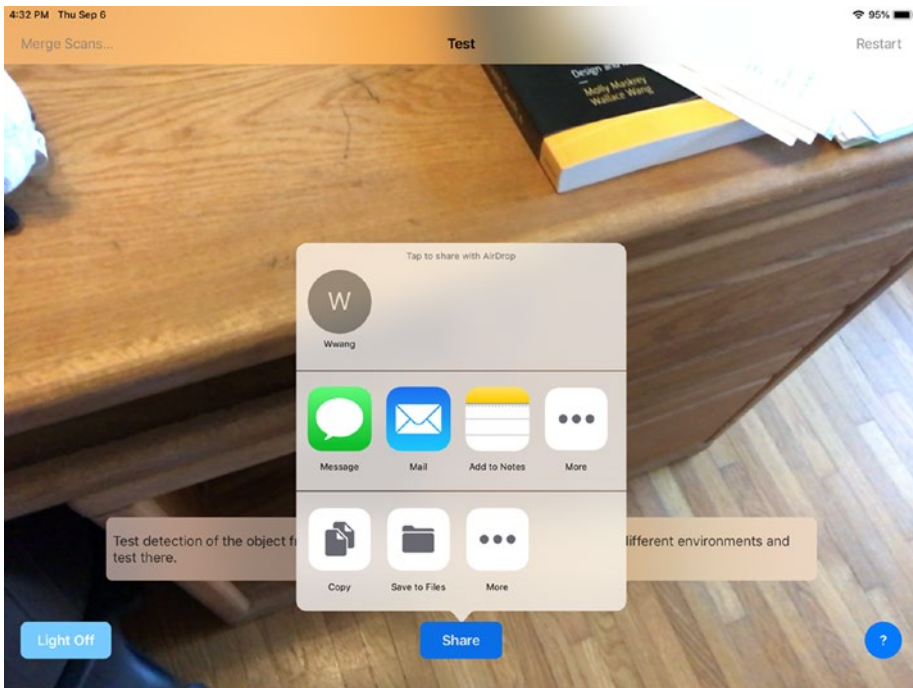 4:32 PM Thu Sep 6
95%
Merge Scans...
Test
Restart
Design and
Molly Maskrey
Wallace Wang
Tap to share with AirDrop
W
Wwang
Message
Mail
Add to Notes
More
Test detection of the object
different environments and
test there.
Copy
Save to Files
More
Light Off
Share
?